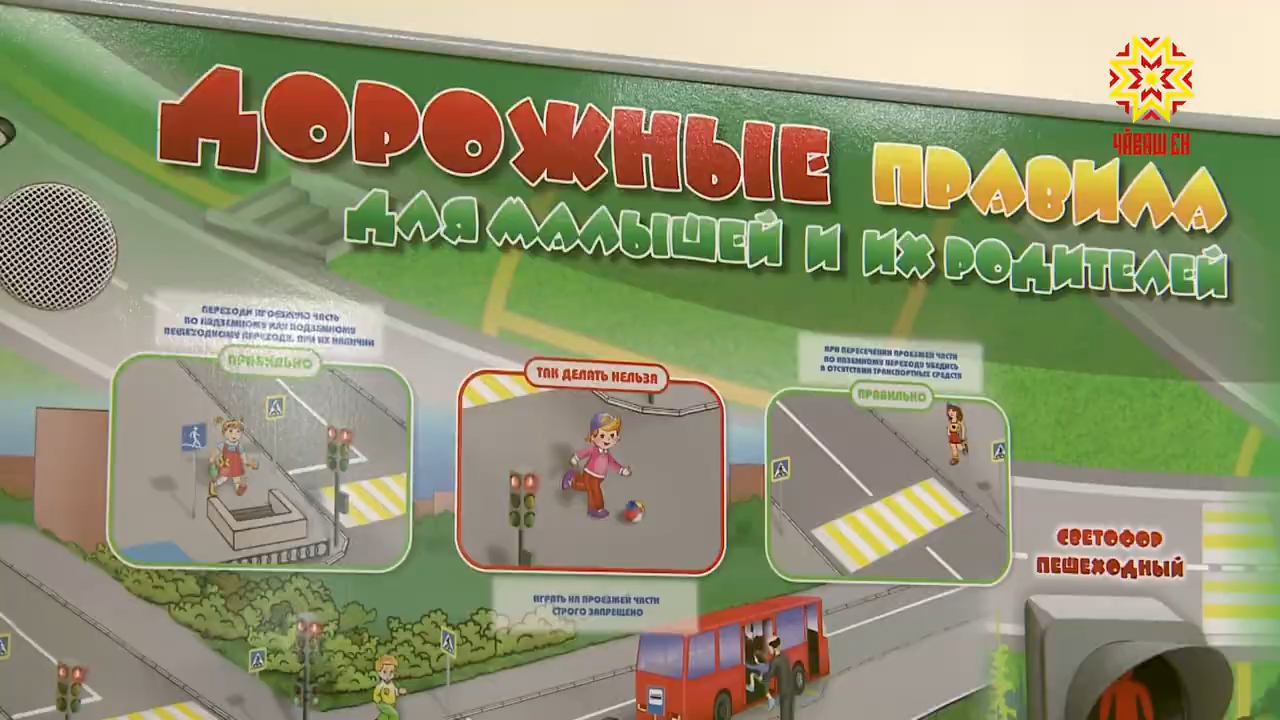 ЧӐВАШ ЕН
ДОРОЖНЫЕ ПРАВИЛА
ДЛЯ МАЛЫШЕЙ И ИХ РОДИТЕЛЕЙ
ПЕРЕХОДИ ПРОЕЗЖУЮ ЧАСТЬ
ПО НАДЗЕМНОМУ ИЛИ ПОДЗЕМНОМУ
ПЕШЕХОДНОМУ ПЕРЕХОДУ, ПРИ ИХ НАЛИЧИИ
ПРАВИЛЬНО
ТАК ДЕЛАТЬ НЕЛЬЗЯ
ИГРАТЬ НА ПРОЕЗЖЕЙ ЧАСТИ
СТРОГО ЗАПРЕЩЕНО
ПРИ ПЕРЕСЕЧЕНИИ ПРОЕЗЖЕЙ ЧАСТИ
ПО НАЗЕМНОМУ ПЕРЕХОДУ УБЕДИСЬ
В ОТСУТСТВИИ ТРАНСПОРТНЫХ СРЕДСТВ
ПРАВИЛЬНО
СВЕТОФОР
ПЕШЕХОДНЫЙ